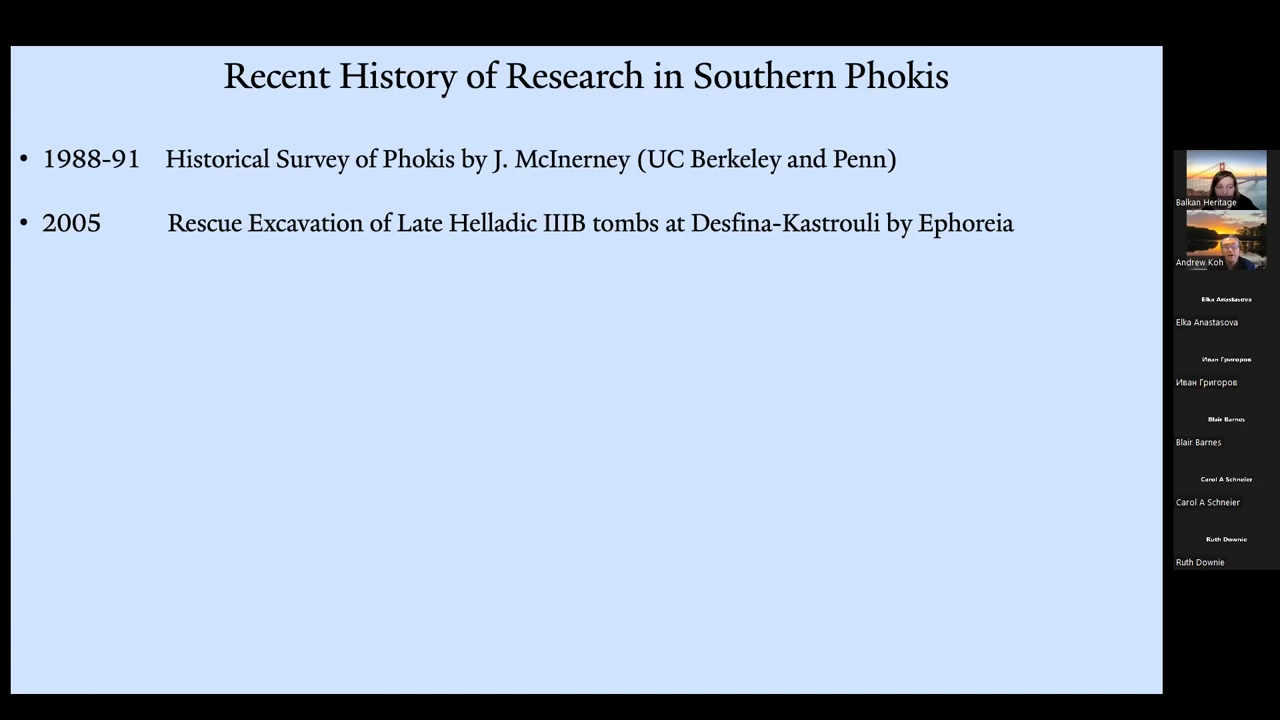 Recent History of Research in Southern Phokis
• 1988-91 Historical Survey of Phokis by J. McInerney (UC Berkeley and Penn)
• 2005 Rescue Excavation of Late Helladic IIIB tombs at Desfina-Kastrouli by Ephoreia
Balkan Heritage
Andrew Koh
Elka Anastasova
Elka Anastasova
Иван Григоров
Иван Григоров
Blair Barnes
Blair Barnes
Carol A Schneier
Carol A Schneier
Ruth Downie
Ruth Downie